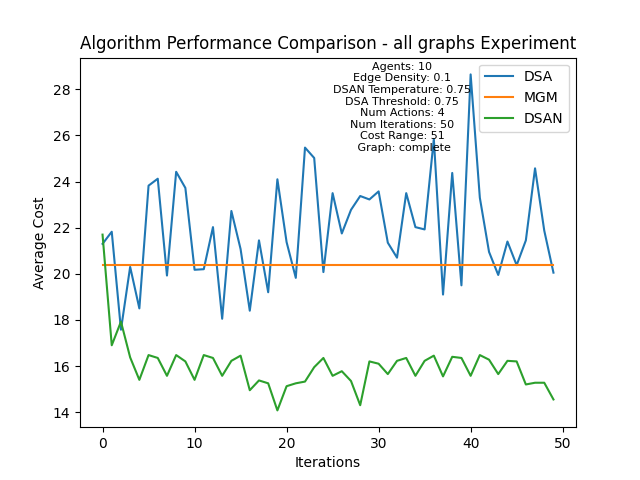 Algorithm Performance Comparison - all graphs Experiment
Agents: 10
Edge Density: 0.1
DSAN Temperature: 0.75
DSA Threshold: 0.75
Num Actions: 4
Num Iterations: 50
Cost Range: 51
Graph: complete
DSA
MGM
DSAN
Average Cost
28
26
24
22
20
18
16
14
0
10
20
30
40
50
Iterations